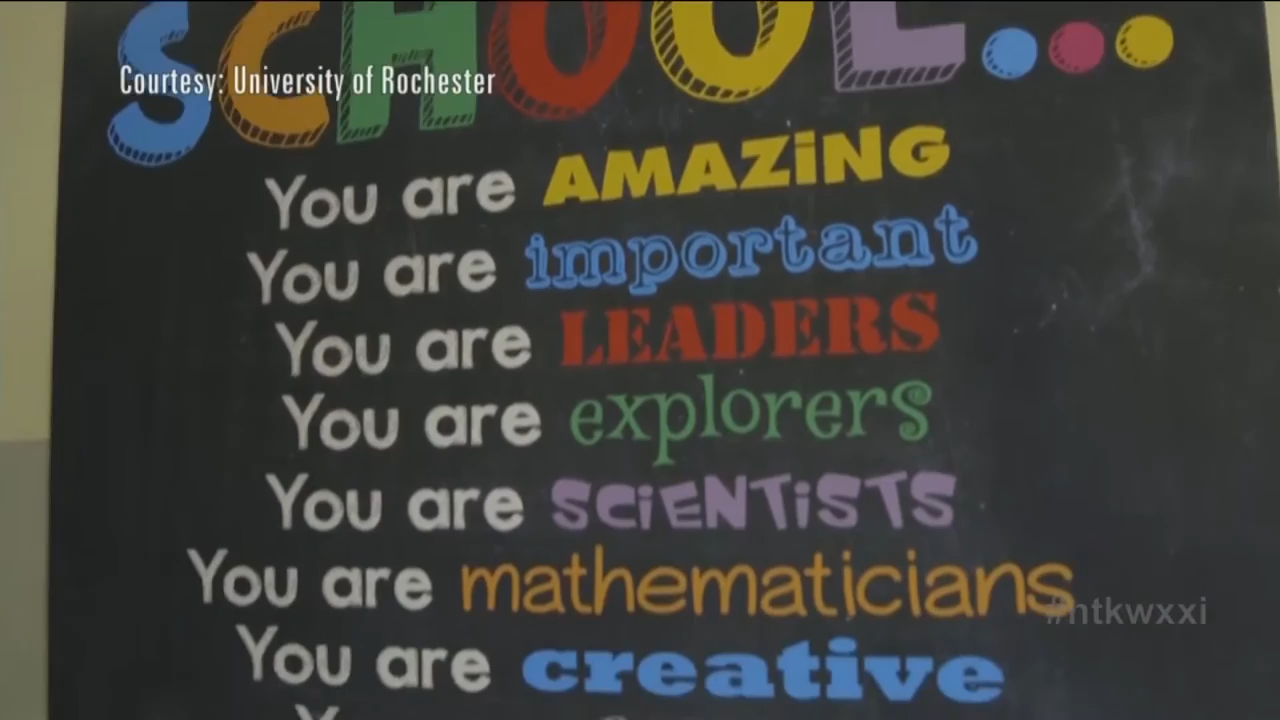 SCHOOL...
Courtesy: University of Rochester
You are AMAZiNG
You are important
You are LEADERS
You are explorers
You are SCiENTiSTS
You are mathematicians
#ntkwxxi
You are creative